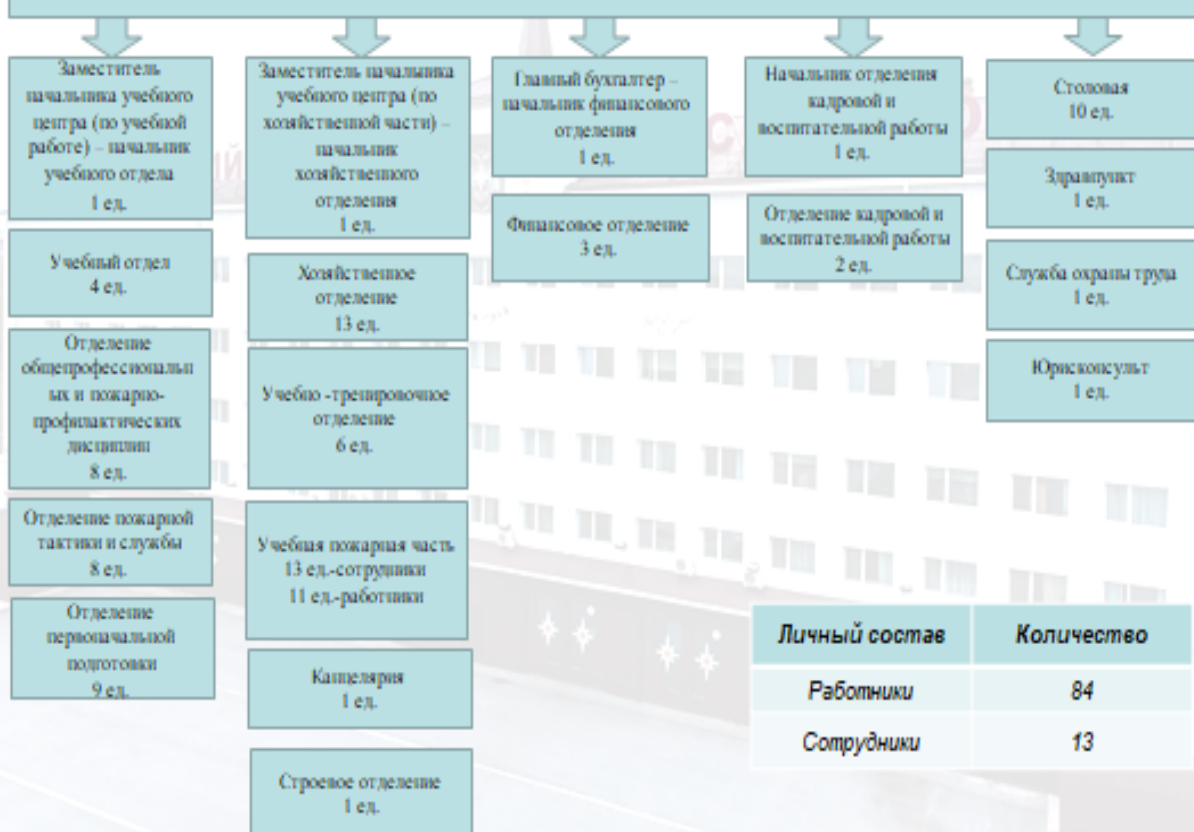 Заместитель
начальника учебного
центра (по учебной
работе) – начальник
учебного отдела
1 ед.
Учебный отдел
4 ед.
Отделение
общепрофессиональн
ых и пожарно-
профилактических
дисциплин
8 ед.
Отделение пожарной
тактики и службы
8 ед.
Отделение
первоначальной
подготовки
9 ед.
Заместитель начальника
учебного центра (по
хозяйственной части) –
начальник
хозяйственного
отделения
1 ед.
Хозяйственное
отделение
13 ед.
Учебно -тренировочное
отделение
6 ед.
Учебная пожарная часть
13 ед.-сотрудники
11 ед.-работники
Канцелярия
1 ед.
Строевое отделение
1 ед.
Главный бухгалтер –
начальник финансового
отделения
1 ед.
Финансовое отделение
3 ед.
Начальник отделения
кадровой и
воспитательной работы
1 ед.
Отделение кадровой и
воспитательной работы
2 ед.
Столовая
10 ед.
Здравпункт
1 ед.
Служба охраны труда
1 ед.
Юрисконсульт
1 ед.
Личный состав Количество
Работники 84
Сотрудники 13